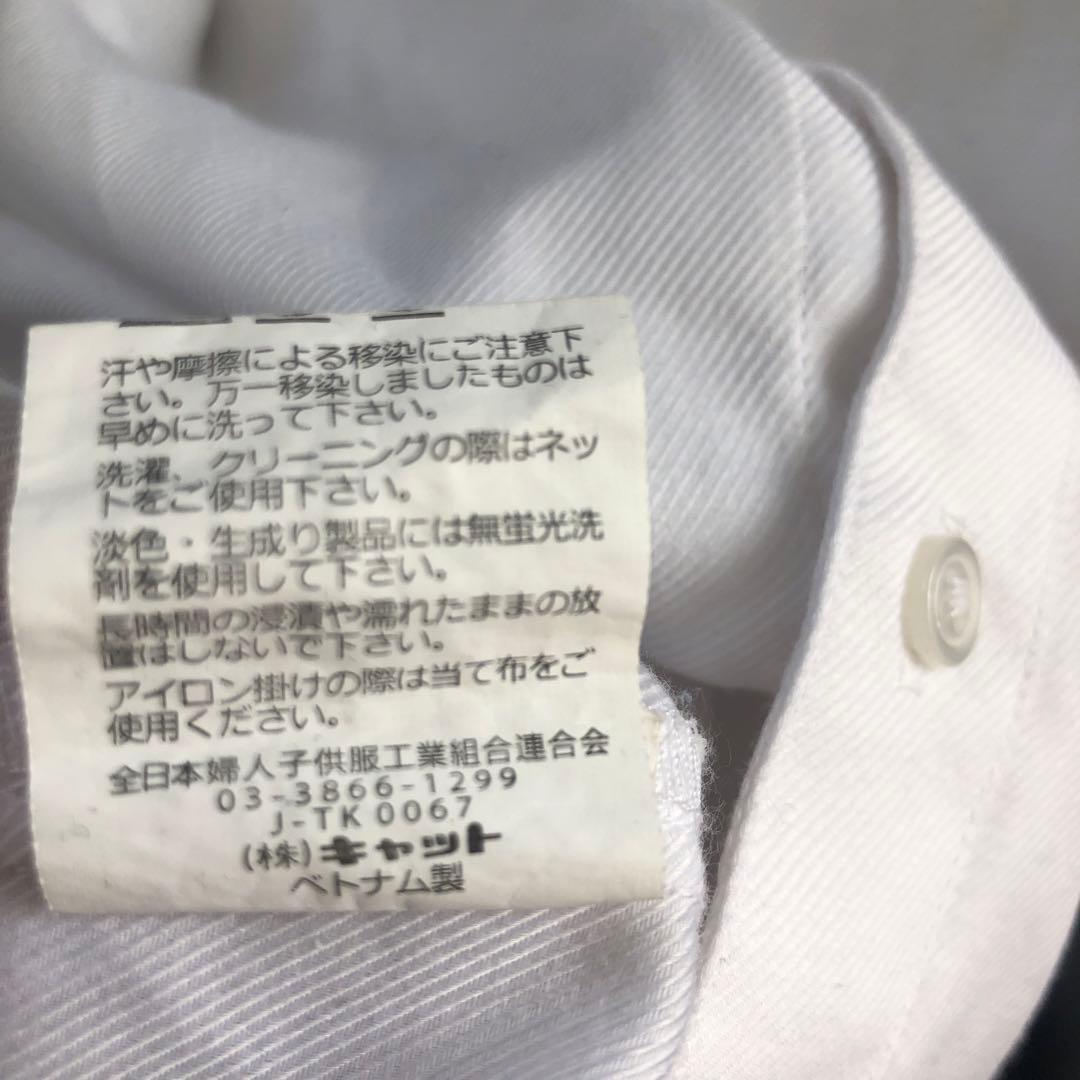 汗や摩擦による移染にご注意下
さい。万一移染しましたものは
早めに洗って下さい。
洗濯、クリーニングの際はネッ
トをご使用下さい。
淡色・生成り製品には無蛍光洗
剤を使用して下さい。
長時間の浸漬や濡れたままの放
置はしないで下さい。
アイロン掛けの際は当て布をご
使用ください。
全日本婦人子供服工業組合連合会
03-3866-1299
J-TK0067
(株)キャット
ベトナム製